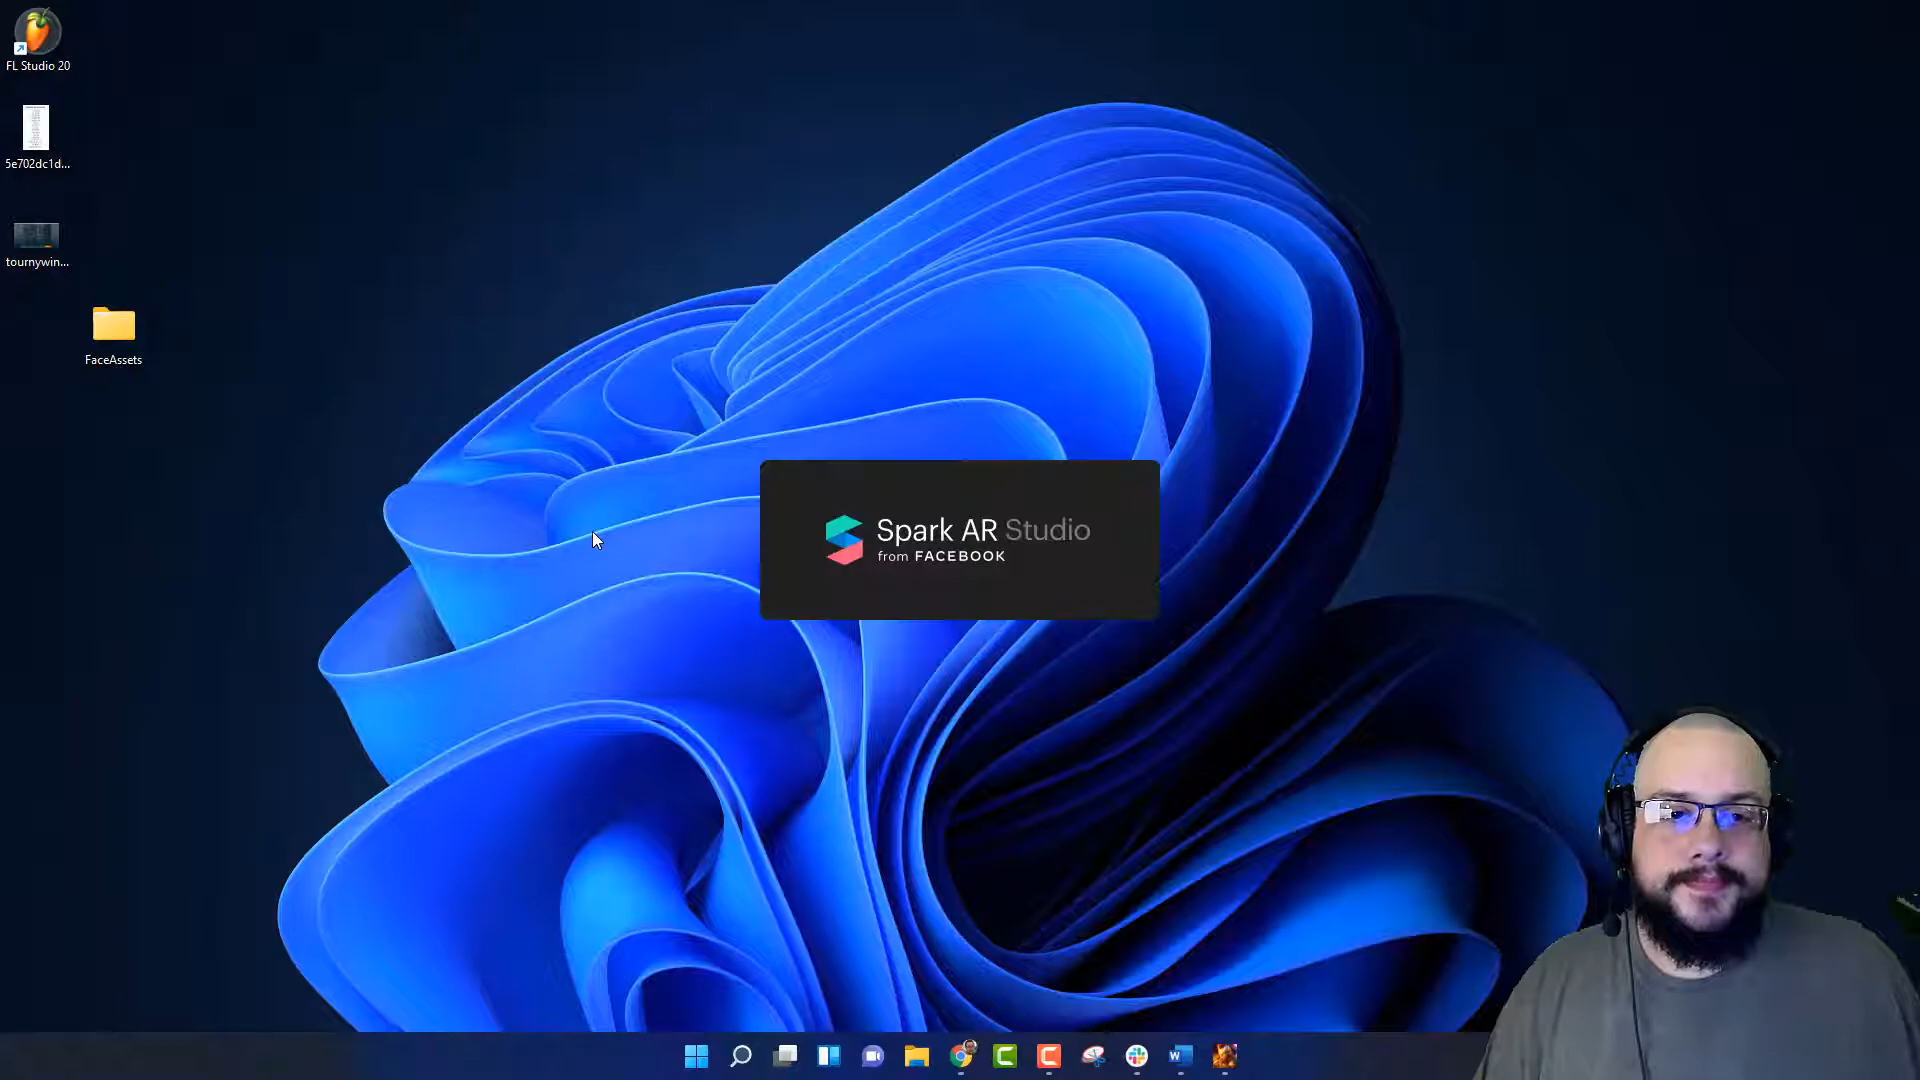 FL Studio 20
5e702dc1d...
tournywin...
FaceAssets
Spark AR Studio
from FACEBOOK